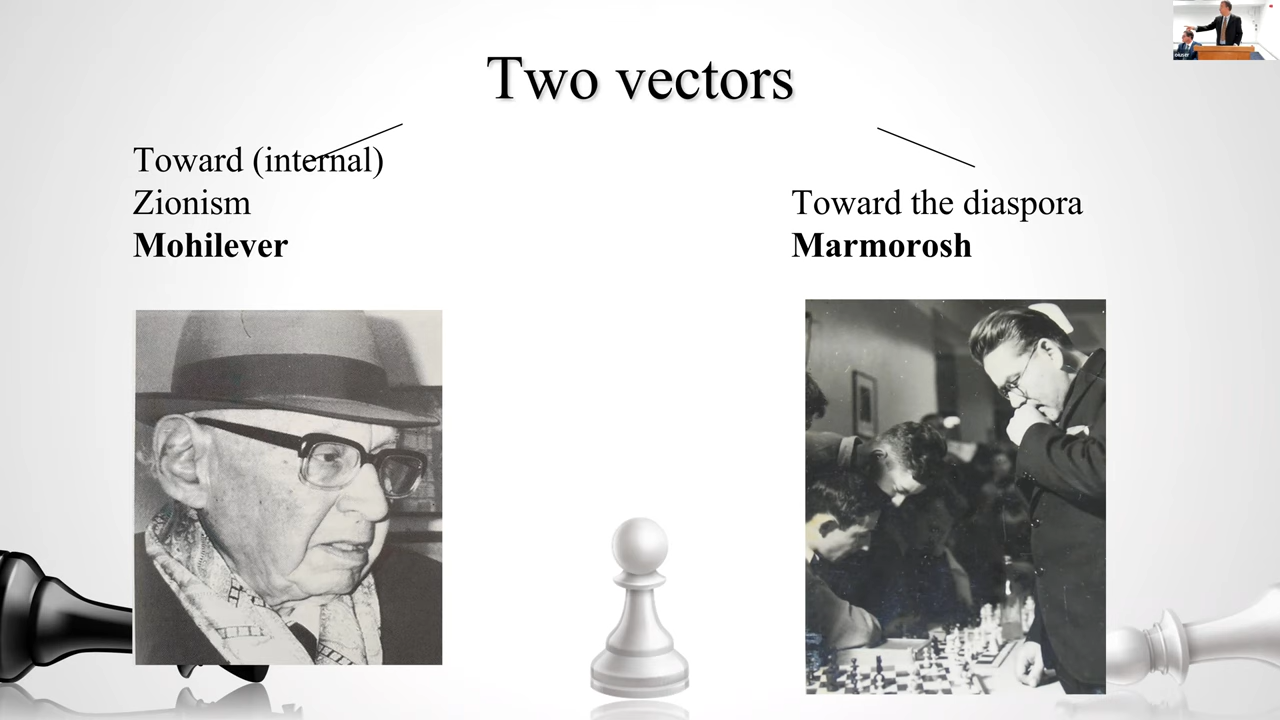 Two vectors
Toward (internal)
Zionism
Mohilever
Toward the diaspora
Marmorosh